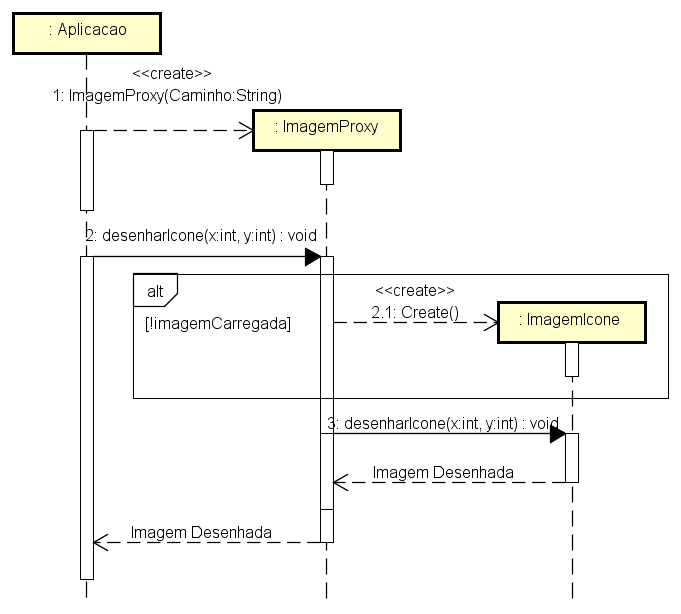 : Aplicacao
<<create>>
1: ImagemProxy(Caminho:String)
: ImagemProxy
2: desenharIcone(x:int, y:int) : void
alt
[!imagemCarregada]
<<create>>
2.1: Create()
: ImagemIcone
3: desenharIcone(x:int, y:int) : void
Imagem Desenhada
Imagem Desenhada